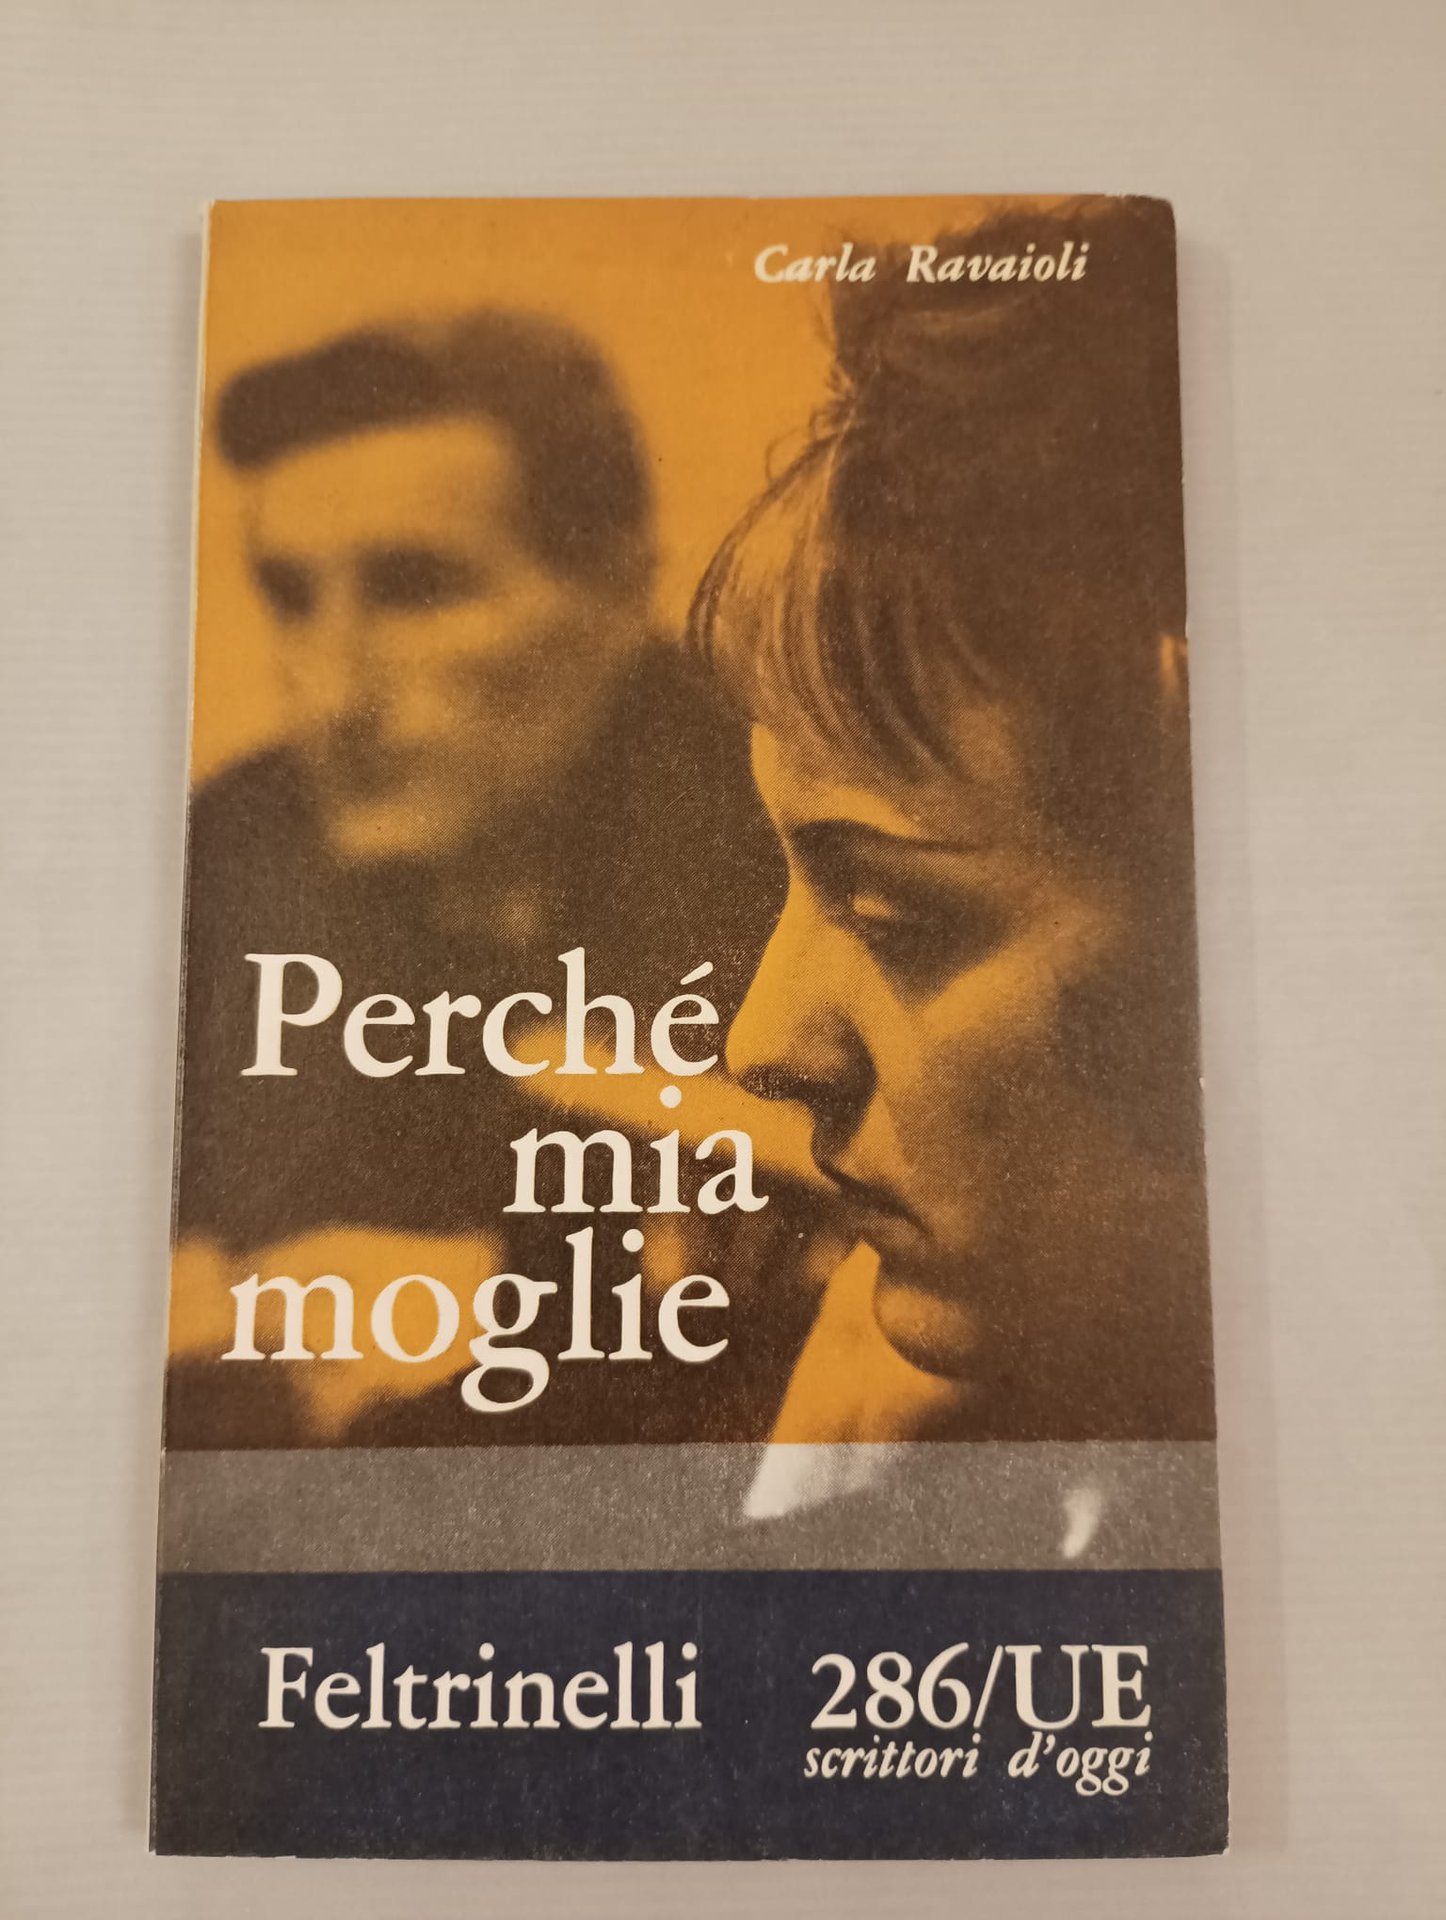 Carla Ravaioli
Perché
mia
moglie
Feltrinelli 286/UE
scrittori d'oggi